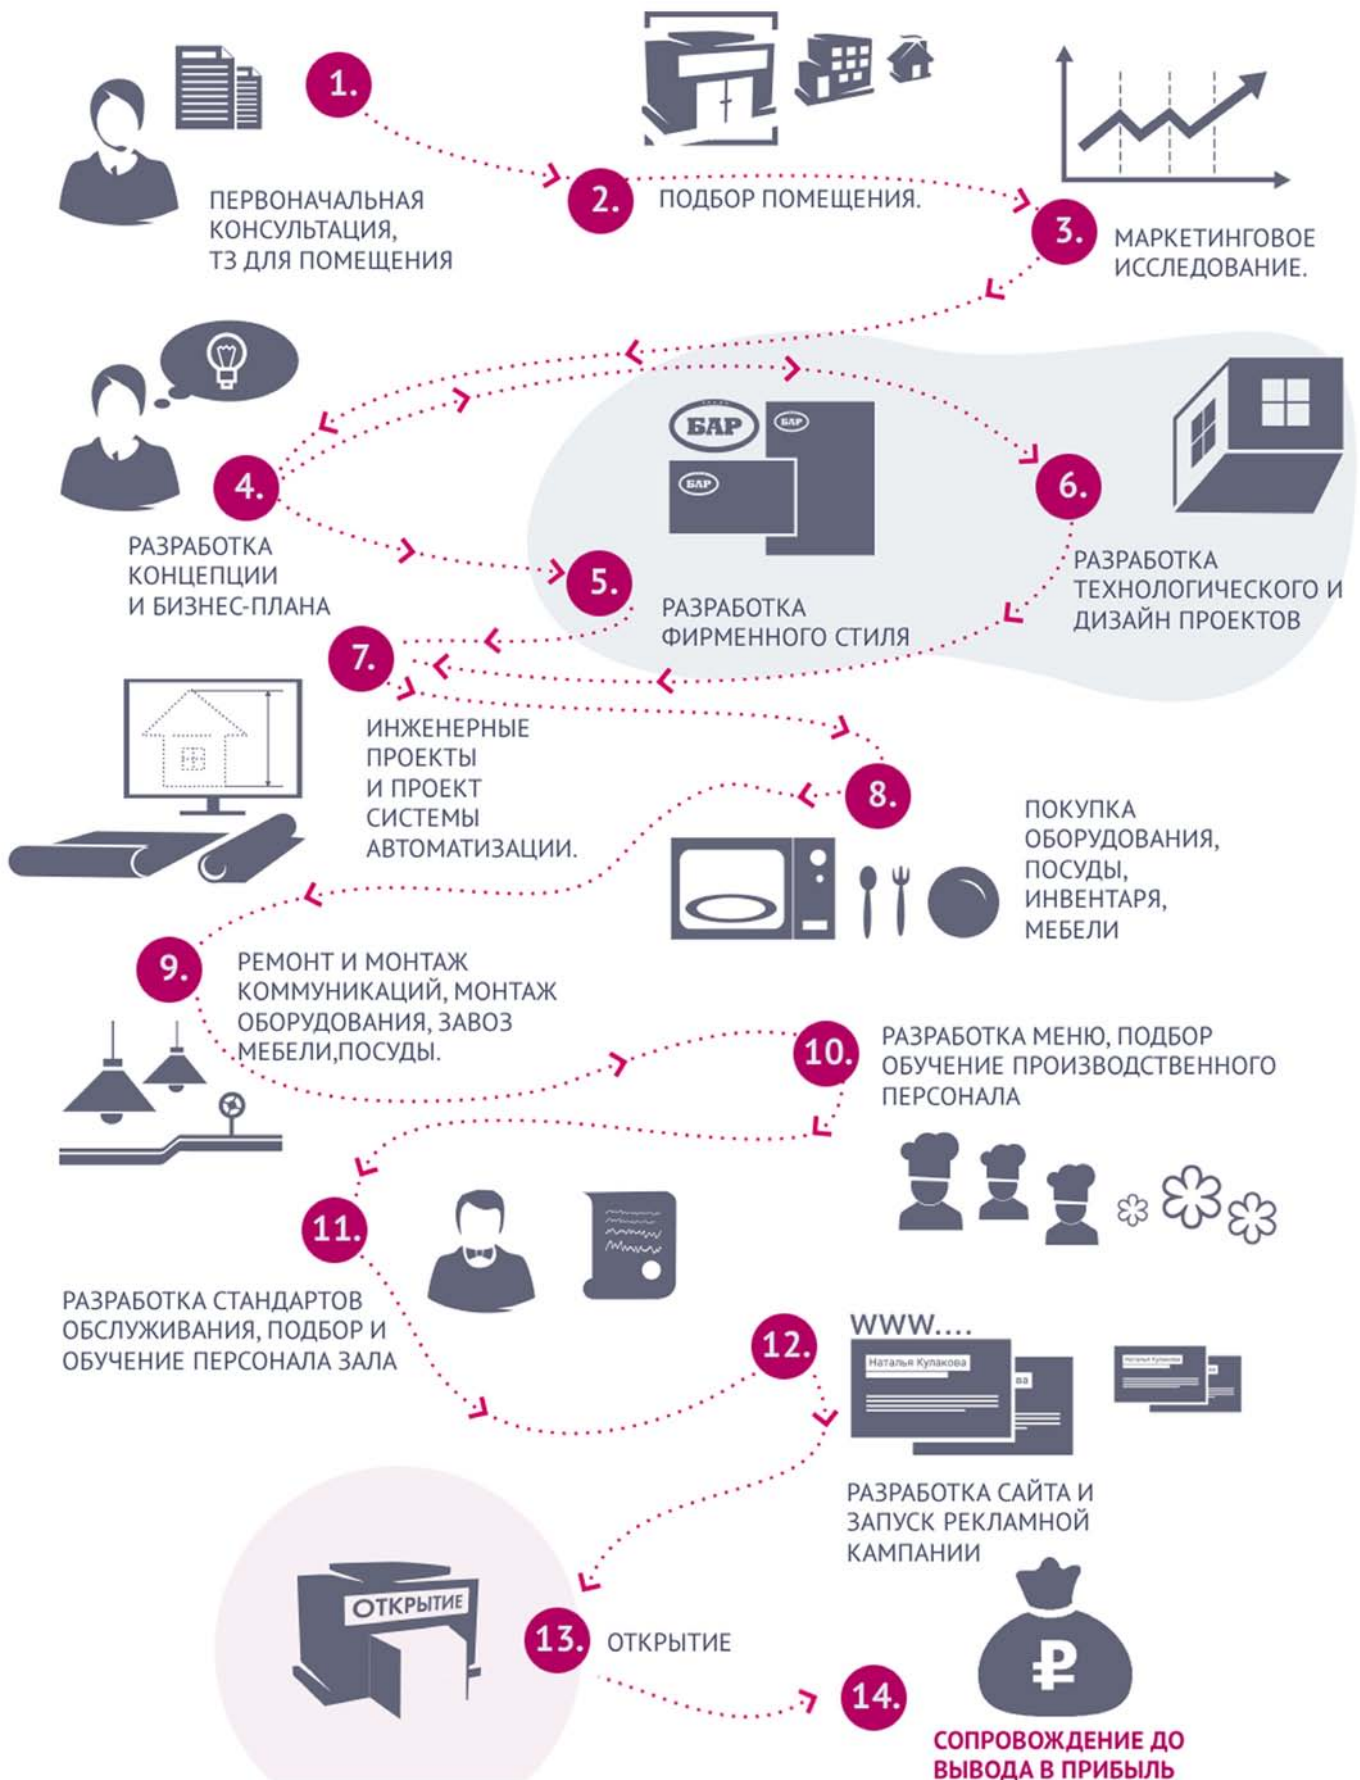 1.
ПЕРВОНАЧАЛЬНАЯ
КОНСУЛЬТАЦИЯ,
ТЗ ДЛЯ ПОМЕЩЕНИЯ
2.
ПОДБОР ПОМЕЩЕНИЯ.
3.
МАРКЕТИНГОВОЕ
ИССЛЕДОВАНИЕ.
4.
РАЗРАБОТКА
КОНЦЕПЦИИ
И БИЗНЕС-ПЛАНА
БАР
БАР
БАР
5.
РАЗРАБОТКА
ФИРМЕННОГО СТИЛЯ
6.
РАЗРАБОТКА
ТЕХНОЛОГИЧЕСКОГО И
ДИЗАЙН ПРОЕКТОВ
7.
ИНЖЕНЕРНЫЕ
ПРОЕКТЫ
И ПРОЕКТ
СИСТЕМЫ
АВТОМАТИЗАЦИИ.
8.
ПОКУПКА
ОБОРУДОВАНИЯ,
ПОСУДЫ,
ИНВЕНТАРЯ,
МЕБЕЛИ
9.
РЕМОНТ И МОНТАЖ
КОММУНИКАЦИЙ, МОНТАЖ
ОБОРУДОВАНИЯ, ЗАВОЗ
МЕБЕЛИ,ПОСУДЫ.
10.
РАЗРАБОТКА МЕНЮ, ПОДБОР
ОБУЧЕНИЕ ПРОИЗВОДСТВЕННОГО
ПЕРСОНАЛА
11.
РАЗРАБОТКА СТАНДАРТОВ
ОБСЛУЖИВАНИЯ, ПОДБОР И
ОБУЧЕНИЕ ПЕРСОНАЛА ЗАЛА
12.
WWW....
Наталья Кулакова
ва
Наталья Кулакова
ва
РАЗРАБОТКА САЙТА И
ЗАПУСК РЕКЛАМНОЙ
КАМПАНИИ
ОТКРЫТИЕ
13.
ОТКРЫТИЕ
14.
₽
СОПРОВОЖДЕНИЕ ДО
ВЫВОДА В ПРИБЫЛЬ